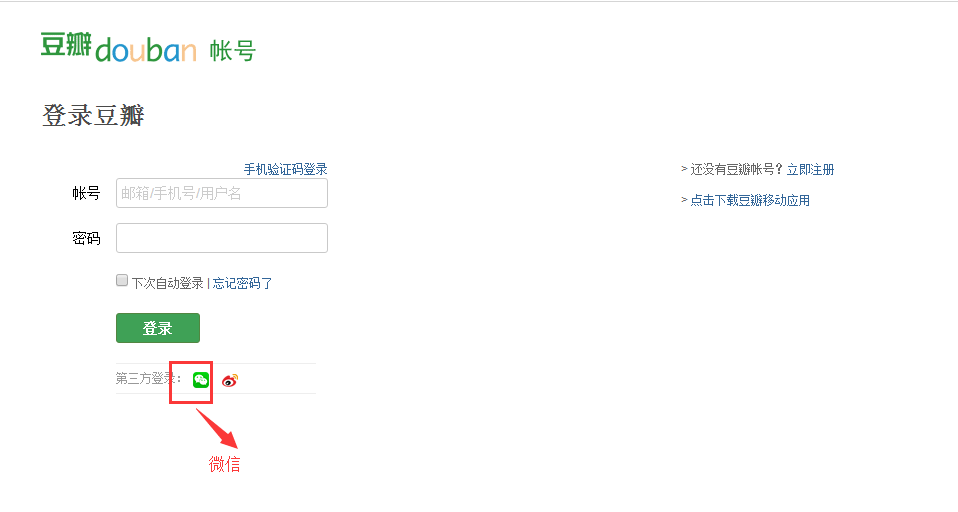 豆瓣douban 帐号
登录豆瓣
手机验证码登录
帐号 邮箱/手机号/用户名
密码
下次自动登录 | 忘记密码了
登录
第三方登录：
微信
> 还没有豆瓣帐号？立即注册
> 点击下载豆瓣移动应用